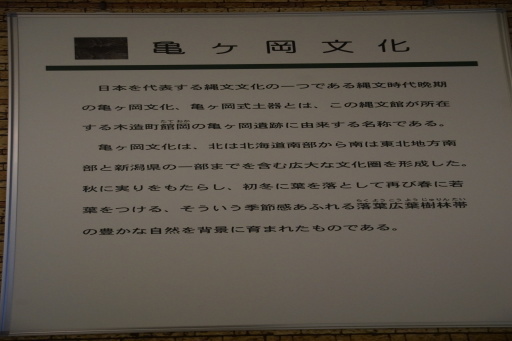 亀ヶ岡文化
日本を代表する縄文文化の一つである縄文時代晩期
の亀ヶ岡文化、亀ヶ岡式土器とは、この縄文館が所在
する木造町館岡の亀ヶ岡遺跡に由来する名称である。
亀ヶ岡文化は、北は北海道南部から南は東北地方南
部と新潟県の一部までを含む広大な文化圏を形成した。
秋に実りをもたらし、初冬に葉を落として再び春に若
葉をつける、そういう季節感あふれる落葉広葉樹林帯
の豊かな自然を背景に育まれたものである。